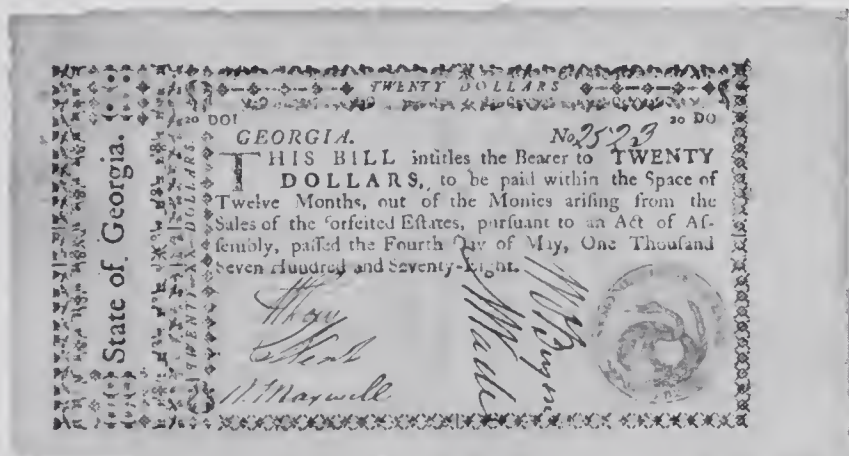 TWENTY DOLLARS
20 DOL 20 DO
GEORGIA. No 2523
THIS BILL intitles the Bearer to TWENTY
DOLLARS, to be paid within the Space of
Twelve Months, out of the Monies ariſing from the
Sales of the forfeited Eſtates, purſuant to an Act of Aſ-
ſembly, paſſed the Fourth Day of May, One Thouſand
Seven Hundred and Seventy-Eight.
Wade
N. Maxwell
State of Georgia.
TWENTY-XX-DOLLARS.